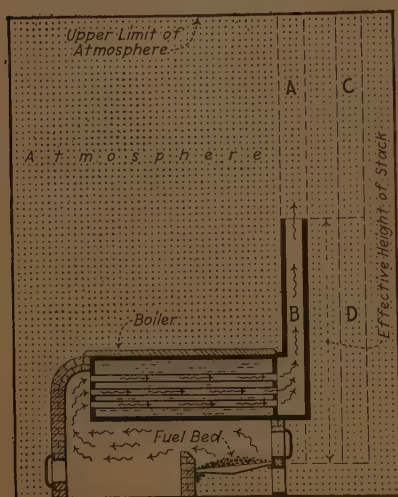 Upper Limit of
Atmosphere
A
C
Atmosphere
Effective Height of Stack
B
D
Boiler
Fuel Bed